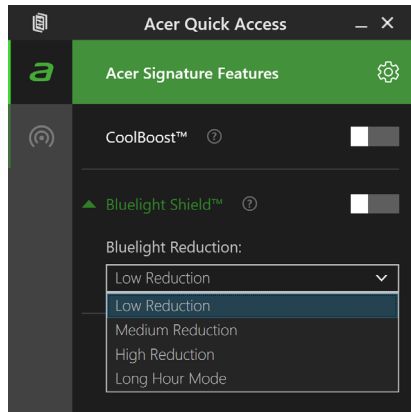 Acer Quick Access
a
Acer Signature Features
CoolBoost™ ?
Bluelight Shield™ ?
Bluelight Reduction:
Low Reduction
Low Reduction
Medium Reduction
High Reduction
Long Hour Mode